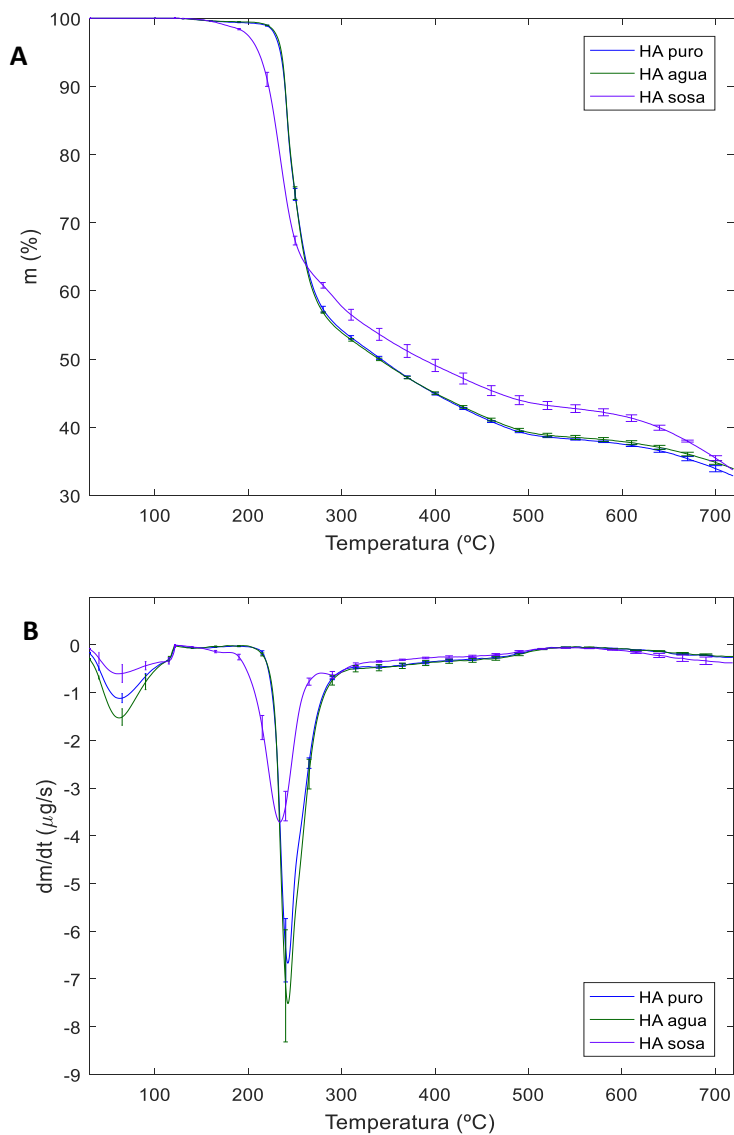 A
m (%)
100
90
80
70
60
50
40
30
HA puro
HA agua
HA sosa
100 200 300 400 500 600 700
Temperatura (ºC)
B
dm/dt (µg/s)
0
-1
-2
-3
-4
-5
-6
-7
-8
-9
HA puro
HA agua
HA sosa
100 200 300 400 500 600 700
Temperatura (ºC)